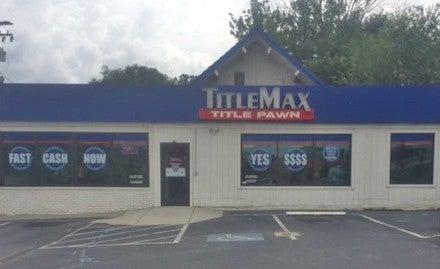 TITLEMAX
TITLE PAWN
FAST CASH NOW
YES $$$$